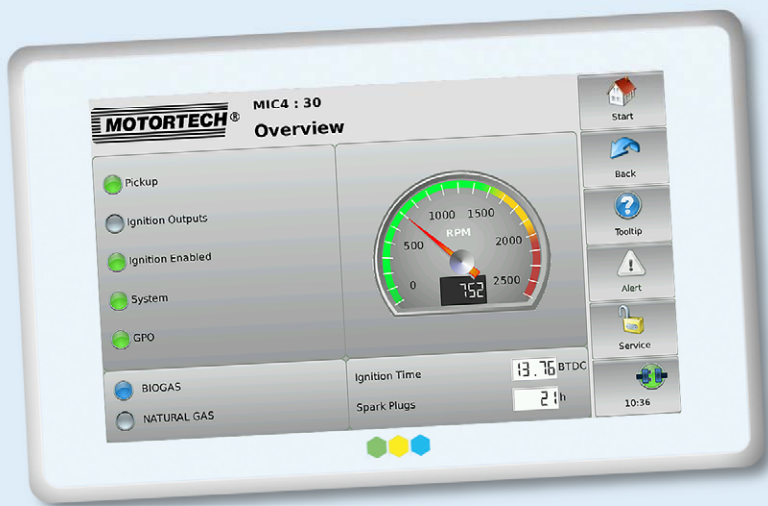 MOTORTECH®
MIC4 : 30
Overview
Pickup
Ignition Outputs
Ignition Enabled
System
GPO
BIOGAS
NATURAL GAS
0
500
1000
1500
2000
2500
RPM
752
Ignition Time
13.76 BTDC
Spark Plugs
21 h
Start
Back
?
Tooltip
!
Alert
Service
10:36